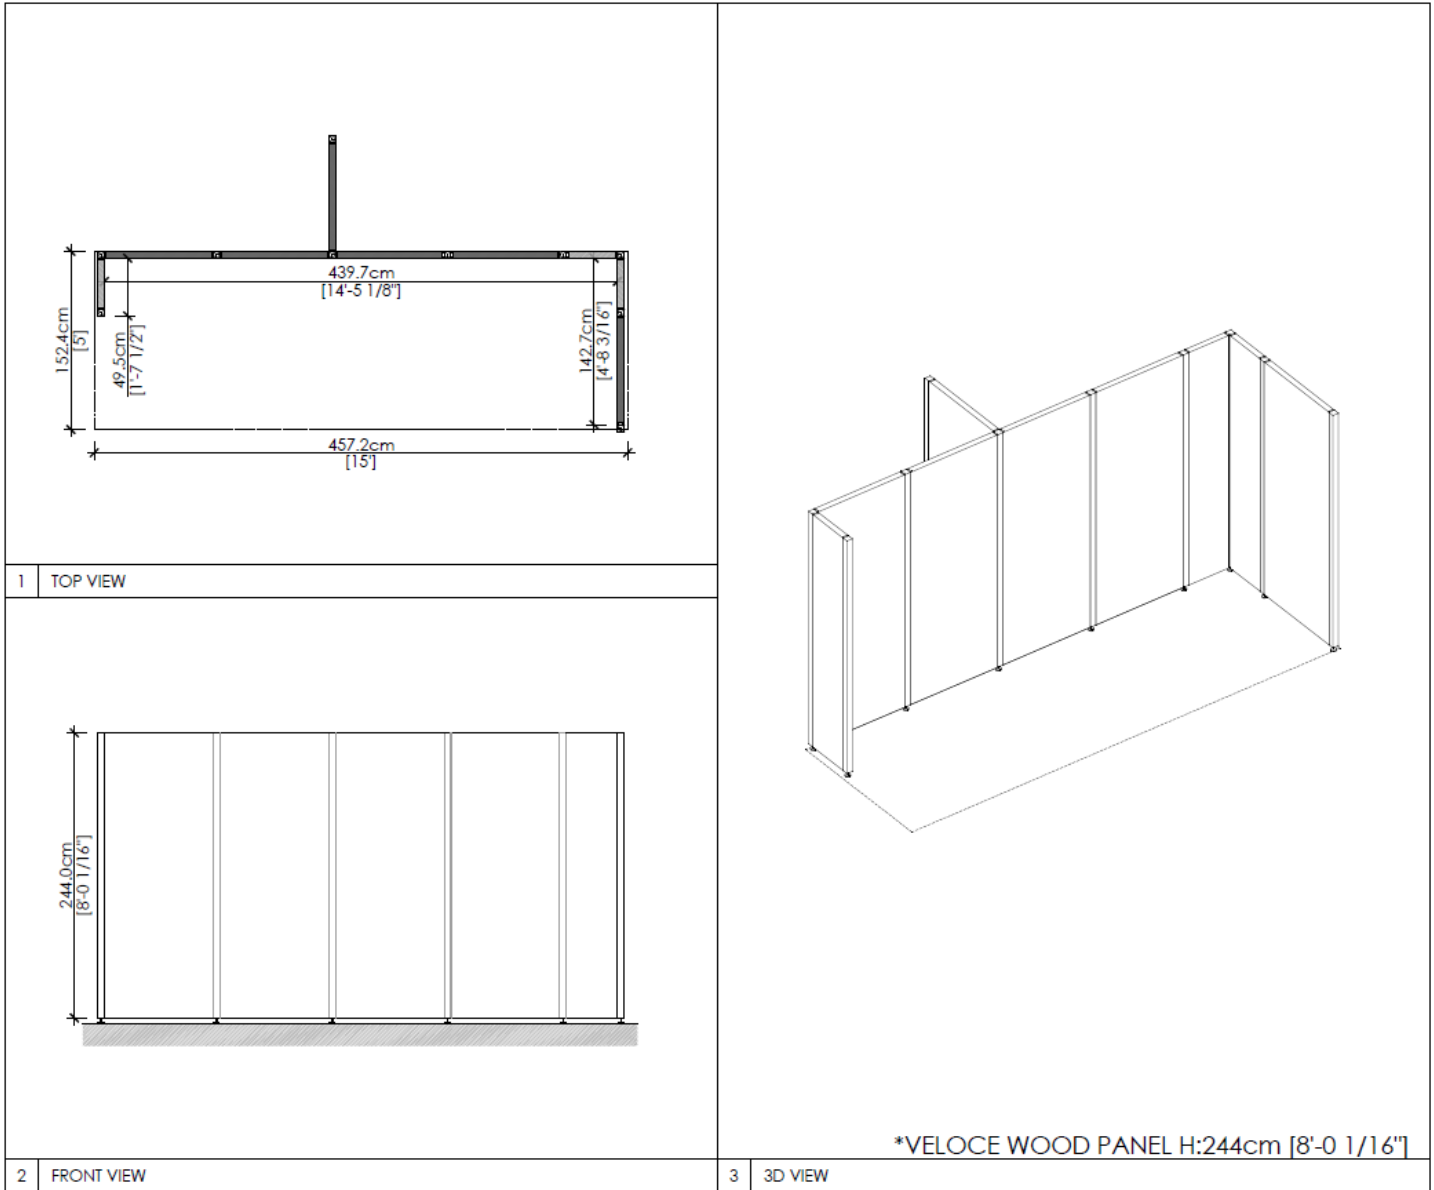 439.7cm
[14'-5 1/8"]
152.4cm
[5']
49.5cm
[1'-7 1/2"]
142.7cm
[4'-8 3/16"]
457.2cm
[15']
1 TOP VIEW
244.0cm
[8'-0 1/16"]
2 FRONT VIEW
*VELOCE WOOD PANEL H:244cm [8'-0 1/16"]
3 3D VIEW